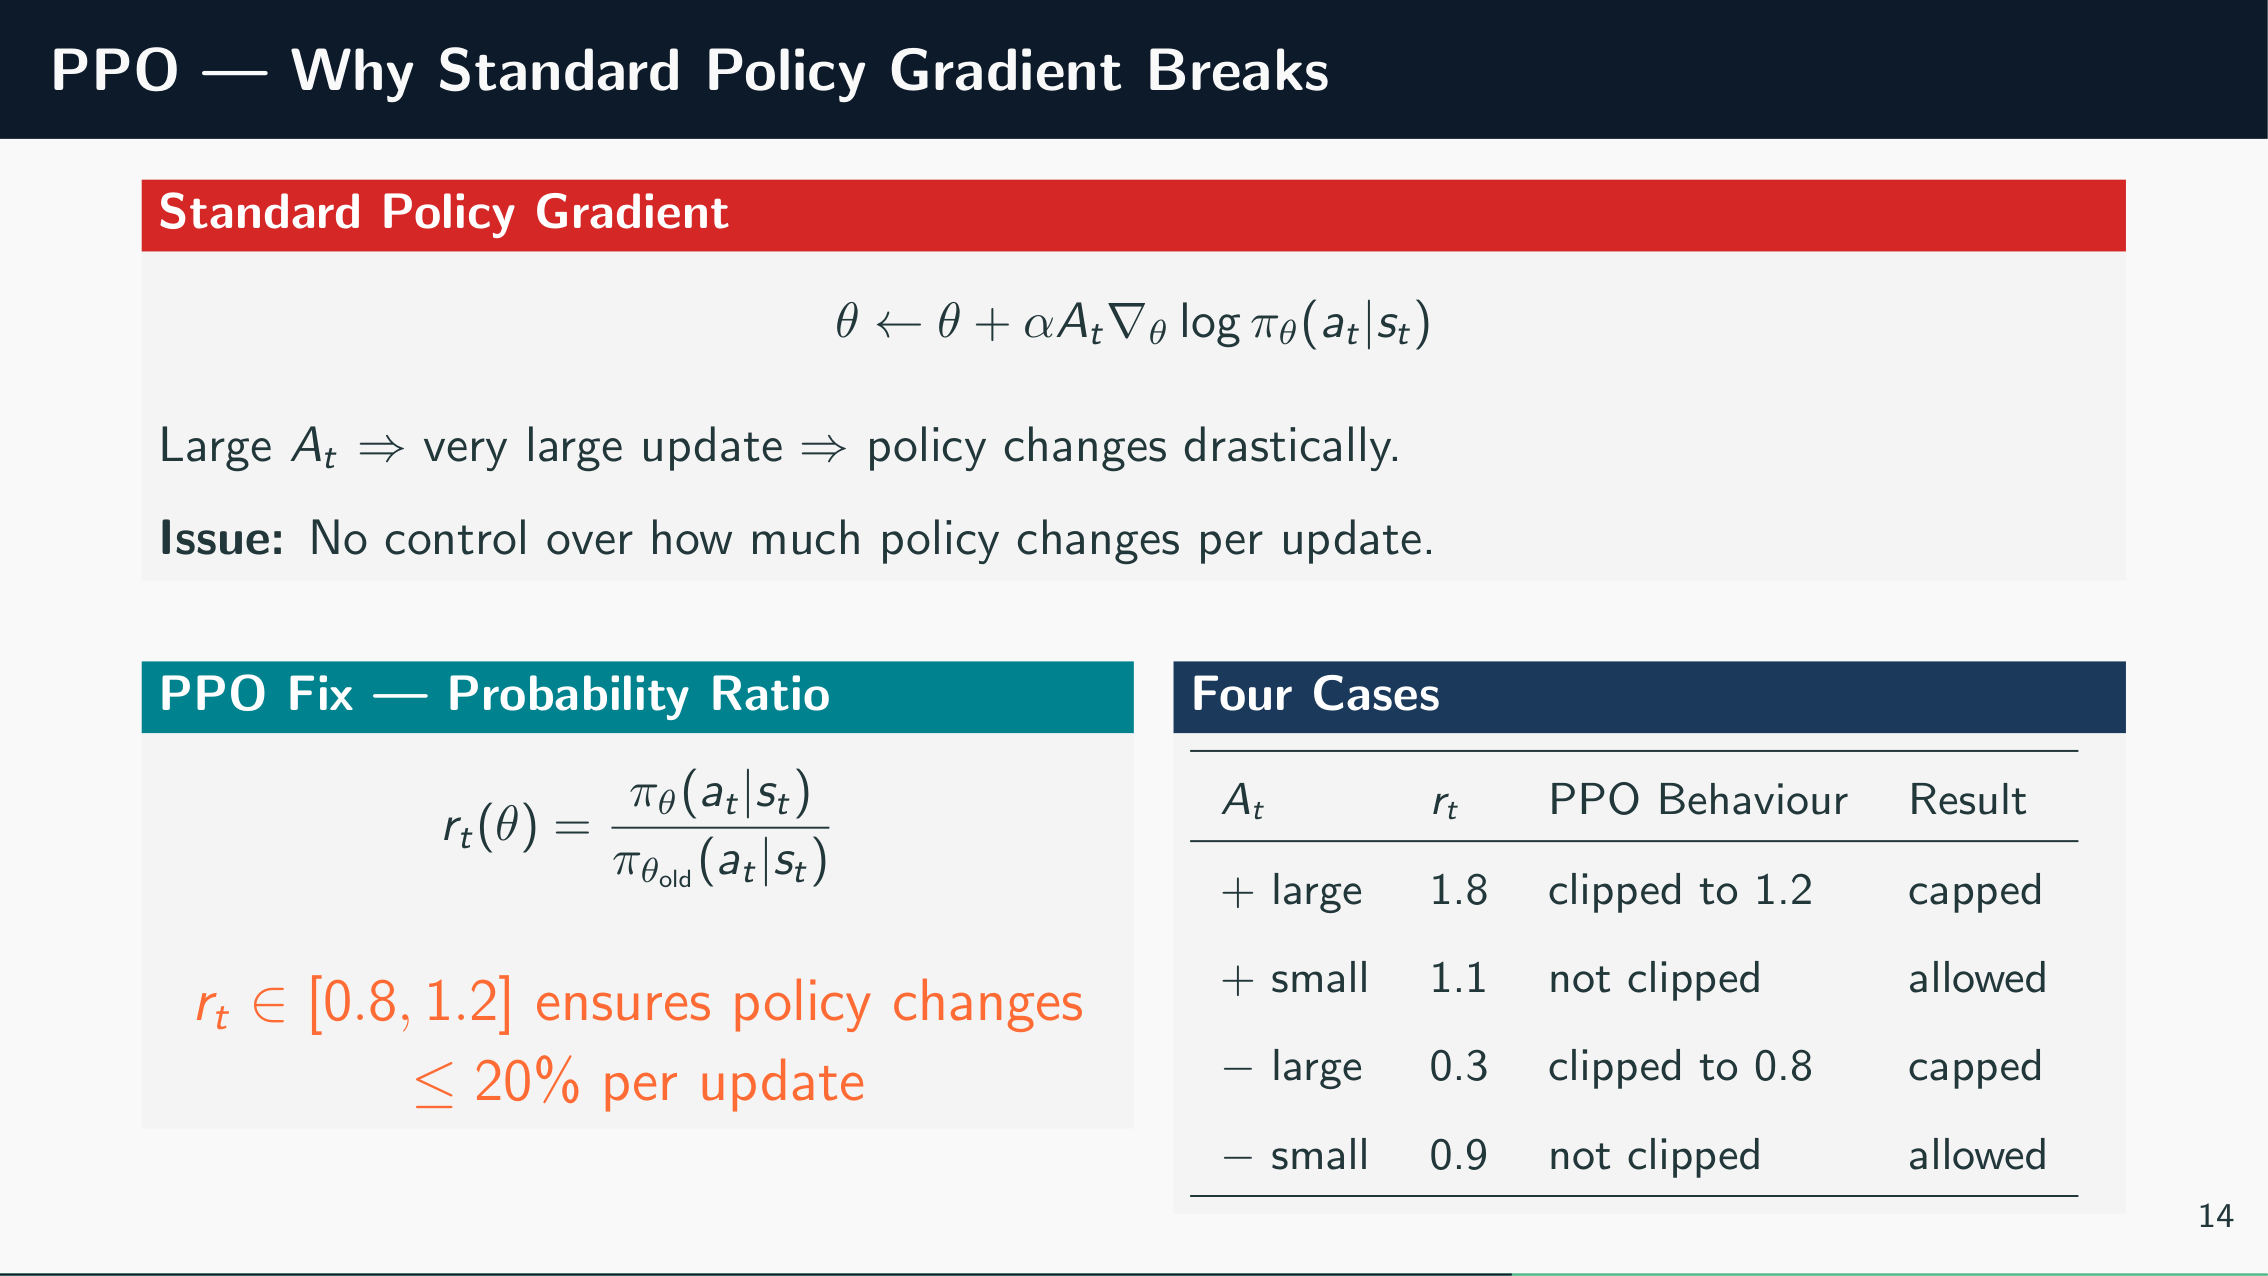 PPO — Why Standard Policy Gradient Breaks
Standard Policy Gradient
θ ← θ + αA_t∇_θ log π_θ(a_t|s_t)
Large A_t ⇒ very large update ⇒ policy changes drastically.
Issue: No control over how much policy changes per update.
PPO Fix — Probability Ratio
r_t(θ) = π_θ(a_t|s_t) / π_θ_old(a_t|s_t)
r_t ∈ [0.8, 1.2] ensures policy changes
≤ 20% per update
Four Cases
A_t r_t PPO Behaviour Result
+ large 1.8 clipped to 1.2 capped
+ small 1.1 not clipped allowed
− large 0.3 clipped to 0.8 capped
− small 0.9 not clipped allowed
14